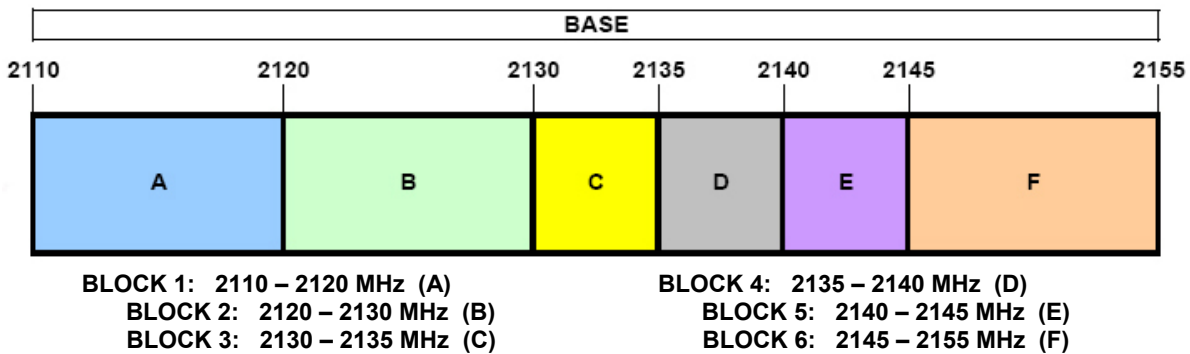 BASE
2110 2120 2130 2135 2140 2145 2155
A B C D E F
BLOCK 1: 2110 – 2120 MHz (A)
BLOCK 2: 2120 – 2130 MHz (B)
BLOCK 3: 2130 – 2135 MHz (C)
BLOCK 4: 2135 – 2140 MHz (D)
BLOCK 5: 2140 – 2145 MHz (E)
BLOCK 6: 2145 – 2155 MHz (F)